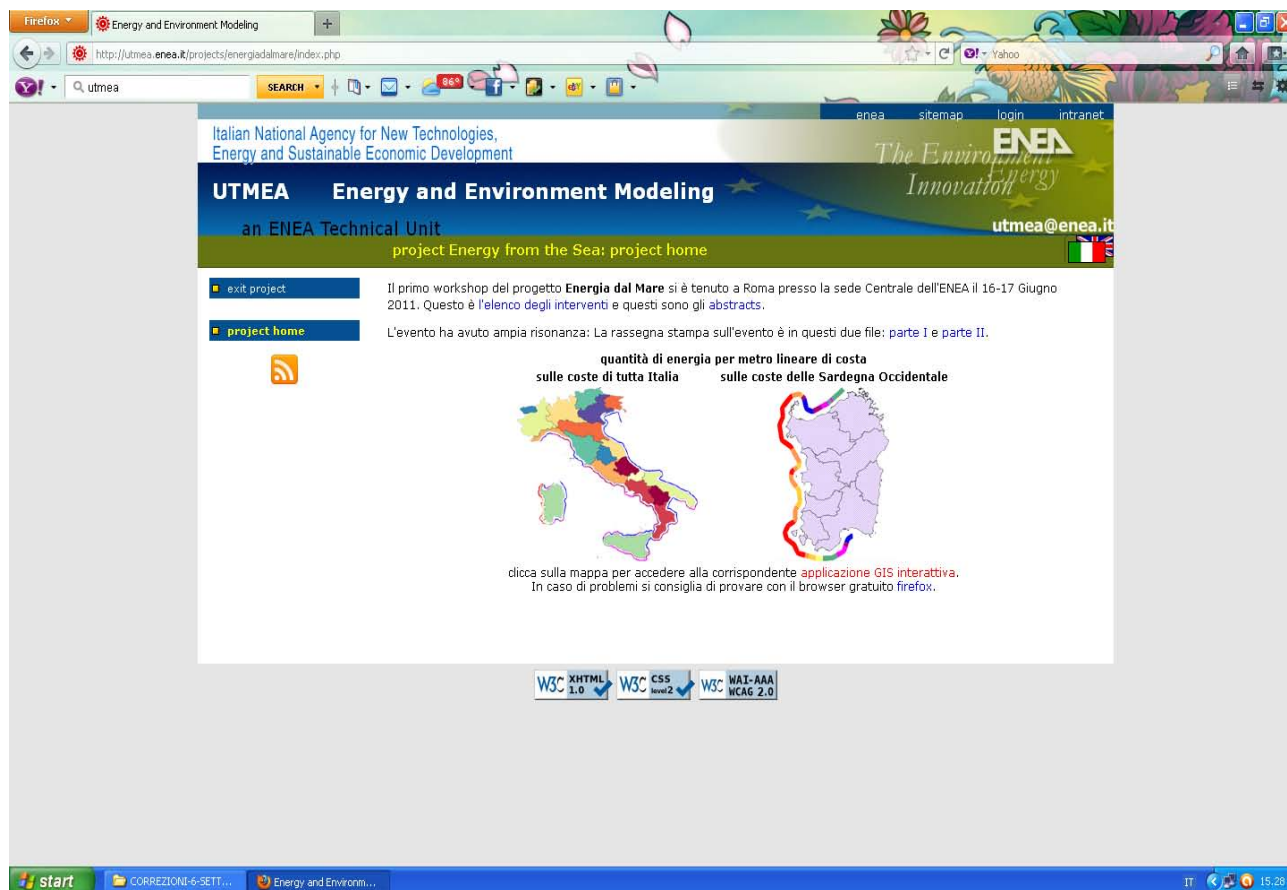 Firefox
Energy and Environment Modeling
http://utmea.enea.it/projects/energiadalmare/index.php
Yahoo
utmea
SEARCH
86°
enea sitemap login intranet
Italian National Agency for New Technologies,
Energy and Sustainable Economic Development
ENEA
The Environment
Energy
Innovation
UTMEA Energy and Environment Modeling
an ENEA Technical Unit
utmea@enea.it
project Energy from the Sea: project home
exit project
project home
Il primo workshop del progetto Energia dal Mare si è tenuto a Roma presso la sede Centrale dell'ENEA il 16-17 Giugno
2011. Questo è l'elenco degli interventi e questi sono gli abstracts.
L'evento ha avuto ampia risonanza: La rassegna stampa sull'evento è in questi due file: parte I e parte II.
quantità di energia per metro lineare di costa
sulle coste di tutta Italia sulle coste delle Sardegna Occidentale
clicca sulla mappa per accedere alla corrispondente applicazione GIS interattiva.
In caso di problemi si consiglia di provare con il browser gratuito firefox.
W3C XHTML 1.0
W3C CSS level2
W3C WAI-AAA WCAG 2.0
start
CORREZIONI-6-SETT...
Energy and Environm...
IT
15.28